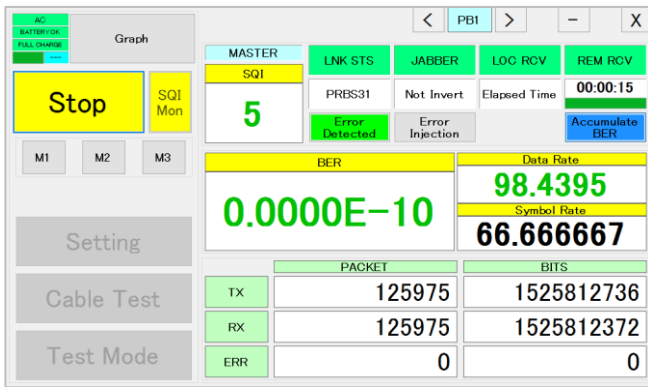 AC
BATTERY OK
FULL CHARGE
---
Graph
< PB1 > - X
Stop
SQI
Mon
M1 M2 M3
Setting
Cable Test
Test Mode
MASTER
SQI
5
LNK STS JABBER LOC RCV REM RCV
PRBS31 Not Invert Elapsed Time 00:00:15
Error
Detected
Error
Injection
Accumulate
BER
BER
0.0000E-10
Data Rate
98.4395
Symbol Rate
66.666667
PACKET BITS
TX 125975 1525812736
RX 125975 1525812372
ERR 0 0